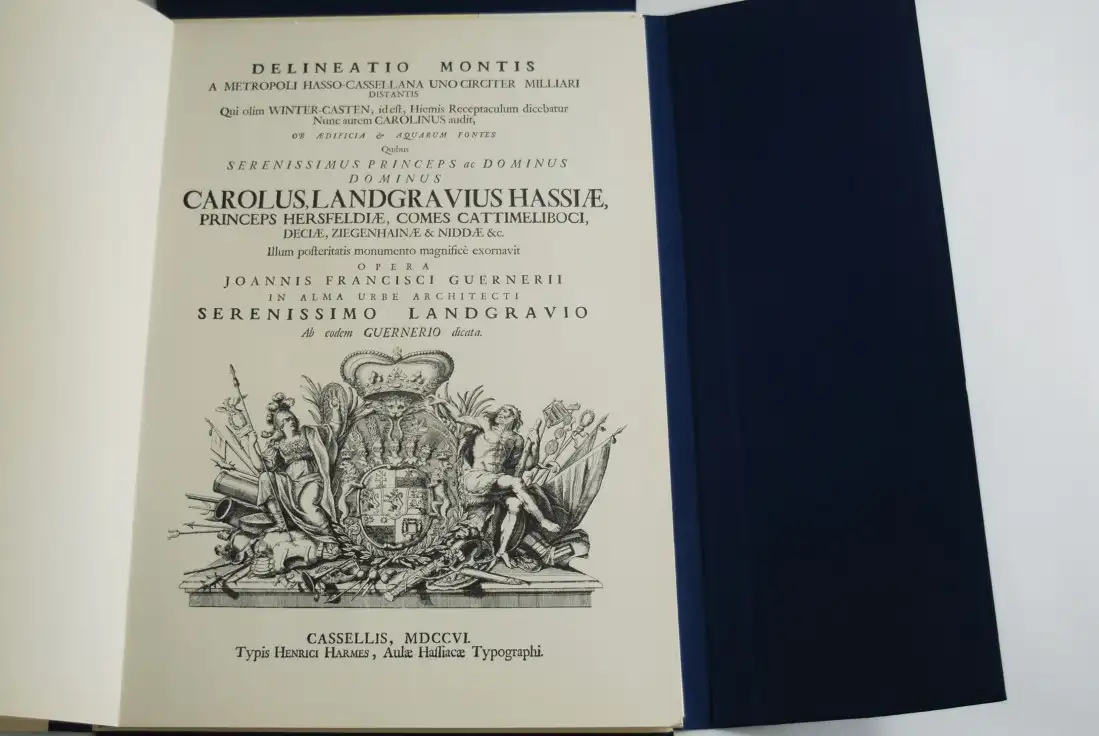 DELINEATIO MONTIS
A METROPOLI HASSO-CASSELLANA UNO CIRCITER MILLIARI
DISTANTIS
Qui olim WINTER-CASTEN, id eſt, Hiemis Receptaculum dicebatur
Nunc autem CAROLINUS audit,
OB ÆDIFICIA & AQUARUM FONTES
Quibus
SERENISSIMUS PRINCEPS ac DOMINUS
DOMINUS
CAROLUS, LANDGRAVIUS HASSIÆ,
PRINCEPS HERSFELDIÆ, COMES CATTIMELIBOCI,
DECIÆ, ZIEGENHAINÆ & NIDDÆ &c.
Illum poſteritatis monumento magnificè exornavit
OPERA
JOANNIS FRANCISCI GUERNERII
IN ALMA URBE ARCHITECTI
SERENISSIMO LANDGRAVIO
Ab eodem GUERNERIO dicata.
CASSELLIS, MDCCVI.
Typis HENRICI HARMES, Aulæ Haſſiacæ Typographi.